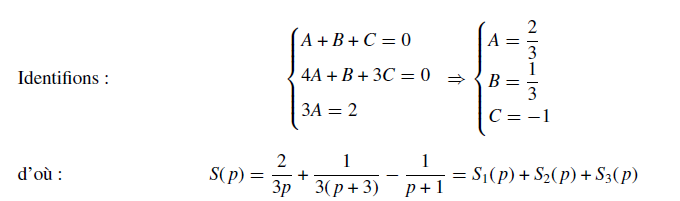 Identifions : { A + B + C = 0 ; 4A + B + 3C = 0 ; 3A = 2 ⇒ { A = 2/3 ; B = 1/3 ; C = −1
d'où : S(p) = 2/3p + 1/3(p + 3) − 1/p + 1 = S₁(p) + S₂(p) + S₃(p)